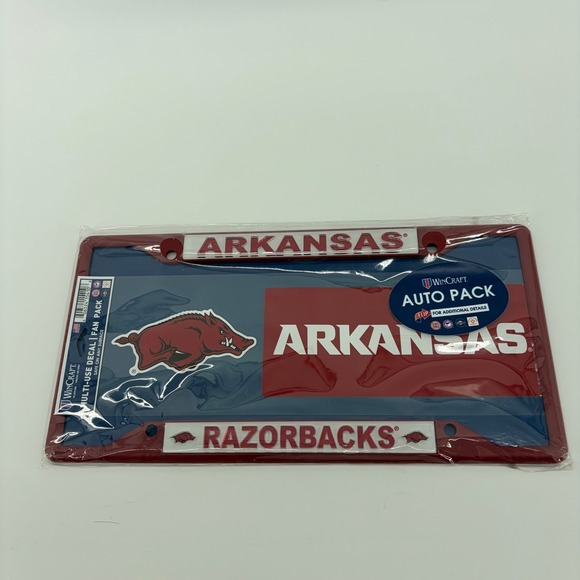 ARKANSAS®
WINCRAFT
AUTO PACK
FOR ADDITIONAL DETAILS
ARKANSAS
RAZORBACKS®
WINCRAFT
MULTI-USE DECAL | FAN PACK